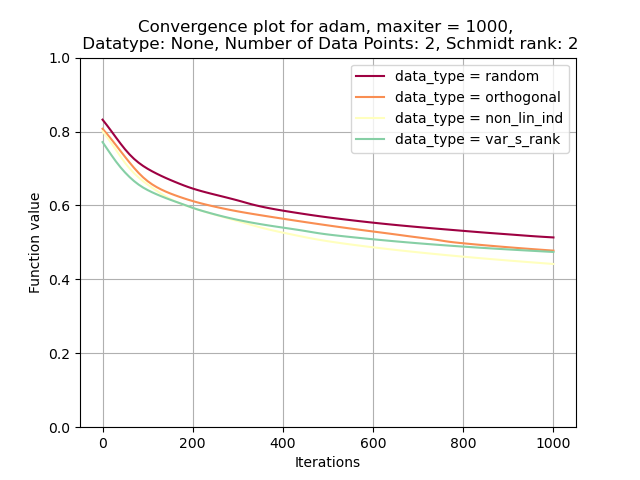 Convergence plot for adam, maxiter = 1000,
Datatype: None, Number of Data Points: 2, Schmidt rank: 2
1.0
0.8
0.6
0.4
0.2
0.0
Function value
data_type = random
data_type = orthogonal
data_type = non_lin_ind
data_type = var_s_rank
0 200 400 600 800 1000
Iterations